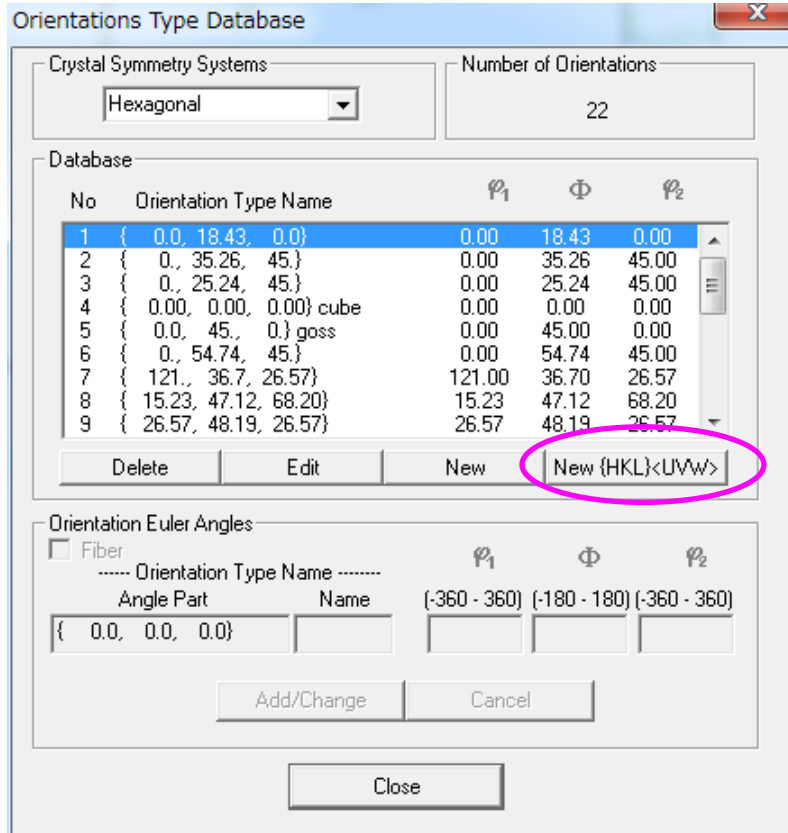 Orientations Type Database
Crystal Symmetry Systems
Hexagonal
Number of Orientations
22
Database
No Orientation Type Name φ1 Φ φ2
1 { 0.0, 18.43, 0.0} 0.00 18.43 0.00
2 { 0., 35.26, 45.} 0.00 35.26 45.00
3 { 0., 25.24, 45.} 0.00 25.24 45.00
4 { 0.00, 0.00, 0.00} cube 0.00 0.00 0.00
5 { 0.0, 45., 0.} goss 0.00 45.00 0.00
6 { 0., 54.74, 45.} 0.00 54.74 45.00
7 { 121., 36.7, 26.57} 121.00 36.70 26.57
8 { 15.23, 47.12, 68.20} 15.23 47.12 68.20
9 { 26.57, 48.19, 26.57} 26.57 48.19 26.57
Delete Edit New New {HKL}<UVW>
Orientation Euler Angles
Fiber
------ Orientation Type Name --------
φ1 Φ φ2
Angle Part Name (-360 - 360) (-180 - 180) (-360 - 360)
{ 0.0, 0.0, 0.0}
Add/Change Cancel
Close